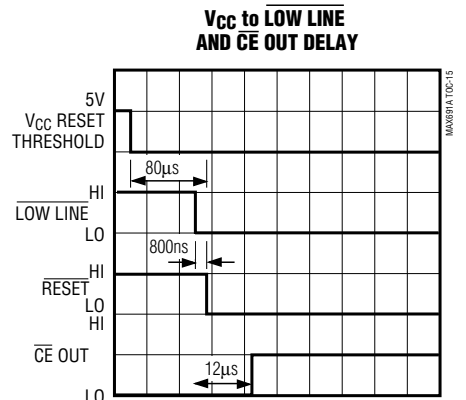 VCC to LOW LINE
AND CE OUT DELAY
MAX691A TOC-15
5V
VCC RESET
THRESHOLD
80µs
HI
LOW LINE
LO
800ns
HI
RESET
LO
HI
CE OUT
12µs
LO